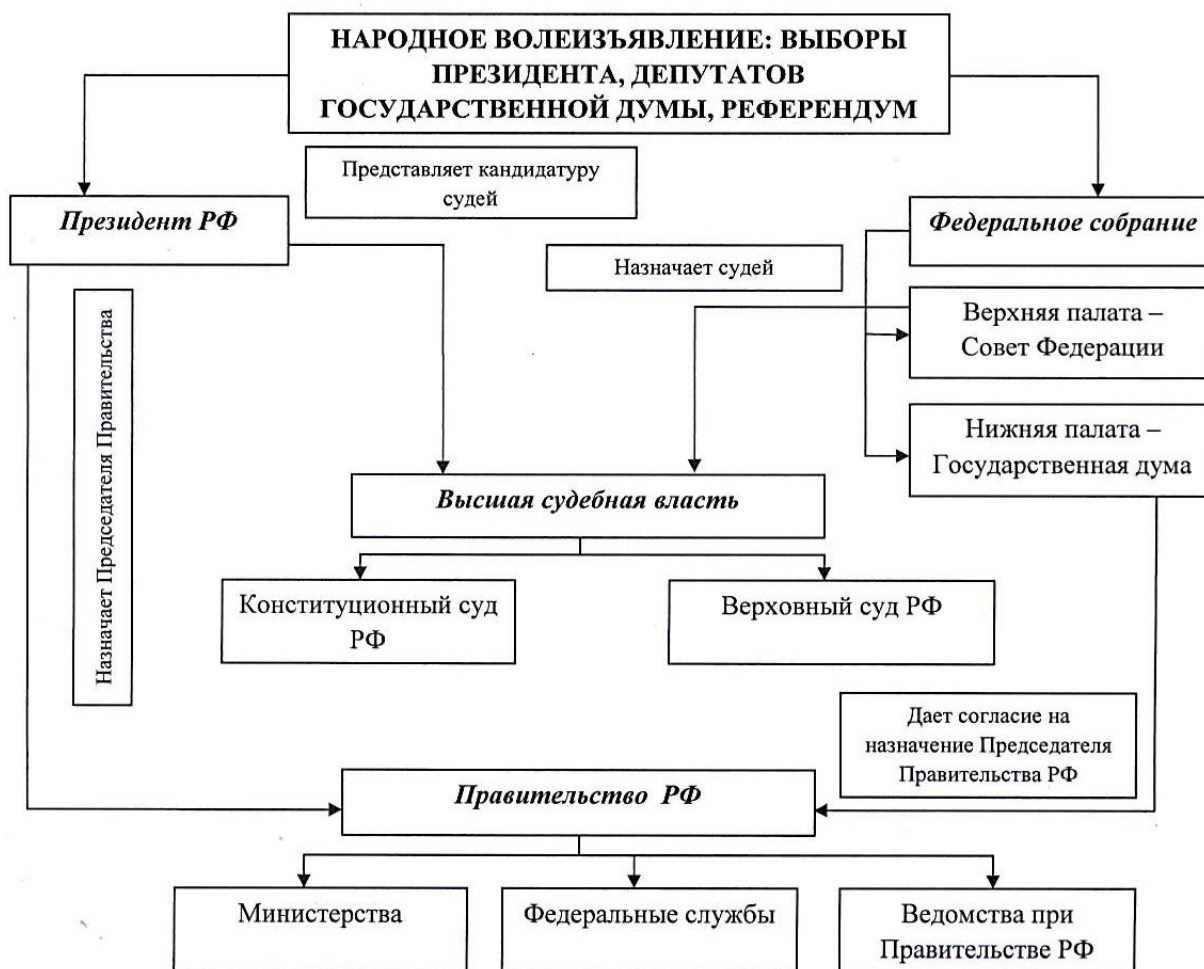 НАРОДНОЕ ВОЛЕИЗЪЯВЛЕНИЕ: ВЫБОРЫ
ПРЕЗИДЕНТА, ДЕПУТАТОВ
ГОСУДАРСТВЕННОЙ ДУМЫ, РЕФЕРЕНДУМ
Представляет кандидатуру
судей
Президент РФ
Федеральное собрание
Назначает судей
Верхняя палата –
Совет Федерации
Назначает Председателя Правительства
Нижняя палата –
Государственная дума
Высшая судебная власть
Конституционный суд
РФ
Верховный суд РФ
Дает согласие на
назначение Председателя
Правительства РФ
Правительство РФ
Министерства
Федеральные службы
Ведомства при
Правительстве РФ